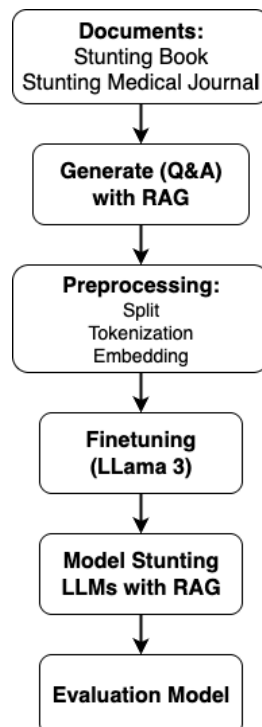 Documents:
Stunting Book
Stunting Medical Journal
Generate (Q&A)
with RAG
Preprocessing:
Split
Tokenization
Embedding
Finetuning
(LLama 3)
Model Stunting
LLMs with RAG
Evaluation Model